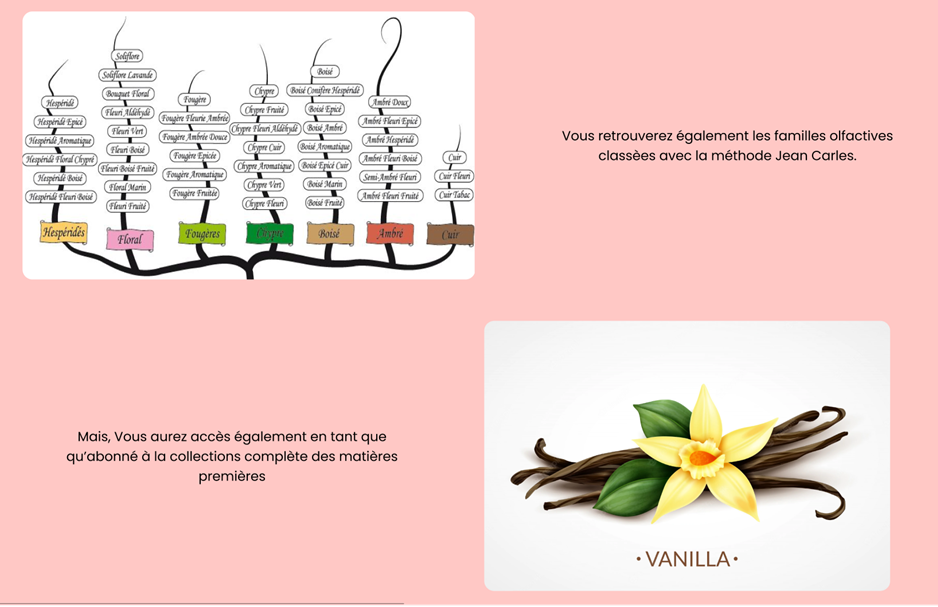 Soliflore
Soliflore Lavande
Bouquet Floral
Fleuri Aldéhydé
Fleuri Vert
Fleuri Boisé
Fleuri Boisé Fruité
Floral Marin
Fleuri Fruité
Floral
Hespéridé
Hespéridé Epicé
Hespéridé Aromatique
Hespéridé Floral Chypré
Hespéridé Boisé
Hespéridé Fleuri Boisé
Hespéridés
Fougère
Fougère Fleurie Ambrée
Fougère Ambrée Douce
Fougère Epicée
Fougère Aromatique
Fougère Fruitée
Fougères
Chypre
Chypre Fruité
Chypre Fleuri Aldéhydé
Chypre Cuir
Chypre Aromatique
Chypre Vert
Chypre Fleuri
Chypre
Boisé
Boisé Conifère Hespéridé
Boisé Epicé
Boisé Ambré
Boisé Aromatique
Boisé Epicé Cuir
Boisé Marin
Boisé Fruité
Boisé
Ambré Doux
Ambré Fleuri Epicé
Ambré Hespéridé
Ambré Fleuri Boisé
Semi-Ambré Fleuri
Ambré Fleuri Fruité
Ambré
Cuir
Cuir Fleuri
Cuir Tabac
Cuir
Vous retrouverez également les familles olfactives
classèes avec la méthode Jean Carles.
Mais, Vous aurez accès également en tant que
qu'abonné à la collections complète des matières
premières
• VANILLA •